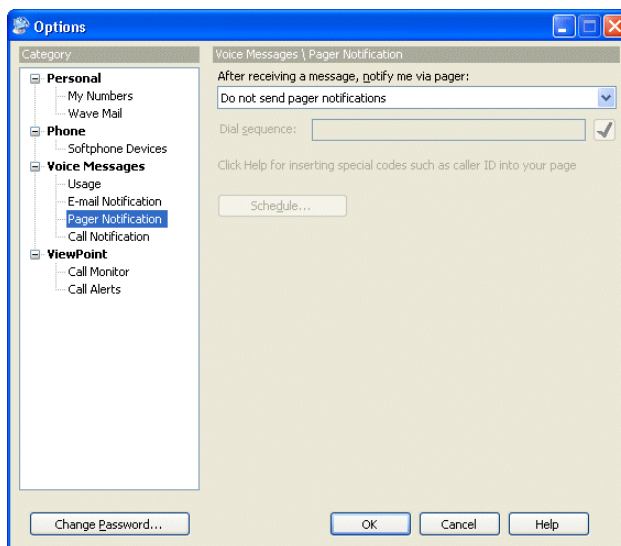 Options
Category
Personal
My Numbers
Wave Mail
Phone
Softphone Devices
Voice Messages
Usage
E-mail Notification
Pager Notification
Call Notification
ViewPoint
Call Monitor
Call Alerts
Voice Messages \ Pager Notification
After receiving a message, notify me via pager:
Do not send pager notifications
Dial sequence:
Click Help for inserting special codes such as caller ID into your page
Schedule...
Change Password...
OK
Cancel
Help